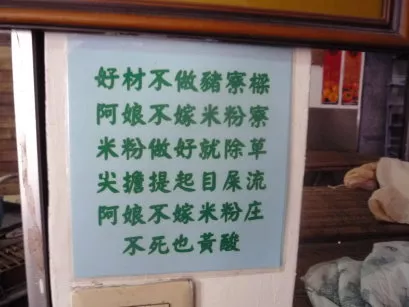 好材不做豬寮樑
阿娘不嫁米粉寮
米粉做好就除草
尖擔提起目屎流
阿娘不嫁米粉庄
不死也黃酸